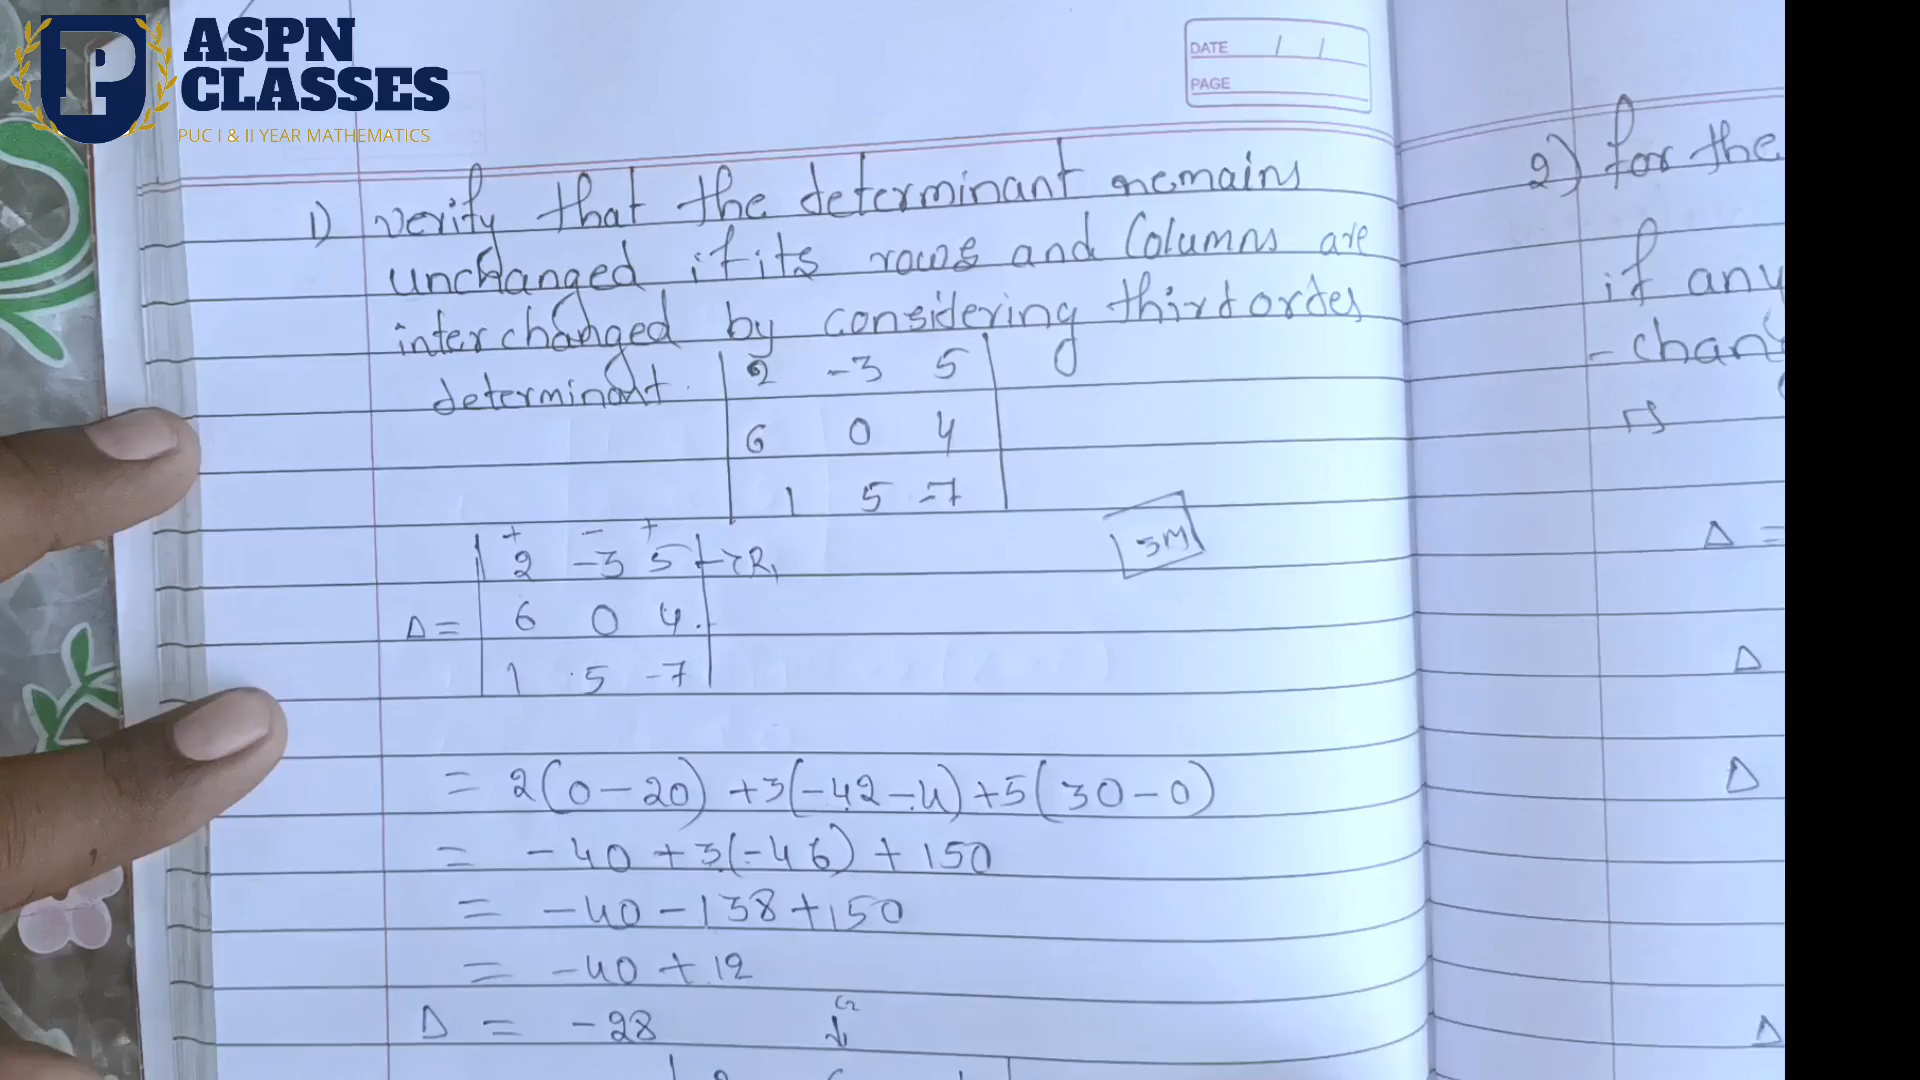 ASPN
CLASSES
PUC I & II YEAR MATHEMATICS
DATE / /
PAGE
1) verify that the determinant remains
unchanged if its rows and Columns are
interchanged by considering third order
determinant.
2 -3 5
6 0 4
1 5 -7
3M
+ - +
2 -3 5 → R₁
Δ = 6 0 4
1 5 -7
= 2(0-20) +3(-42-4)+5(30-0)
= -40 +3(-46) + 150
= -40 -138+150
= -40 + 12
Δ = -28
C₂
↓
2) for the
if any
-chan
rs
Δ =
Δ
Δ
Δ